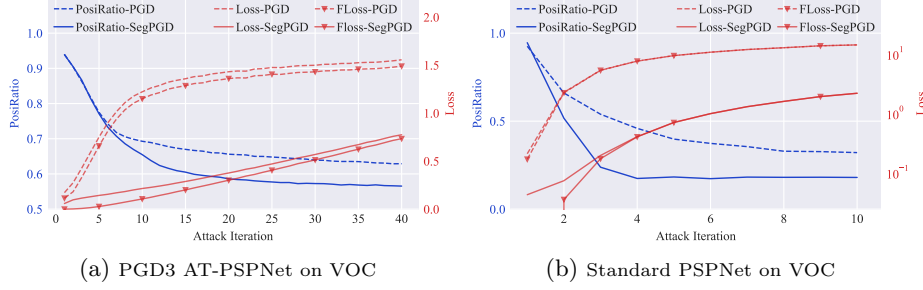 PosiRatio-PGD Loss-PGD FLoss-PGD
PosiRatio-SegPGD Loss-SegPGD Floss-SegPGD
1.0
0.9
0.8
0.7
0.6
0.5
PosiRatio
2.0
1.5
1.0
0.5
0.0
Loss
0 5 10 15 20 25 30 35 40
Attack Iteration
(a) PGD3 AT-PSPNet on VOC
PosiRatio-PGD Loss-PGD FLoss-PGD
PosiRatio-SegPGD Loss-SegPGD Floss-SegPGD
1.0
0.5
0.0
PosiRatio
10¹
10⁰
10⁻¹
Loss
2 4 6 8 10
Attack Iteration
(b) Standard PSPNet on VOC